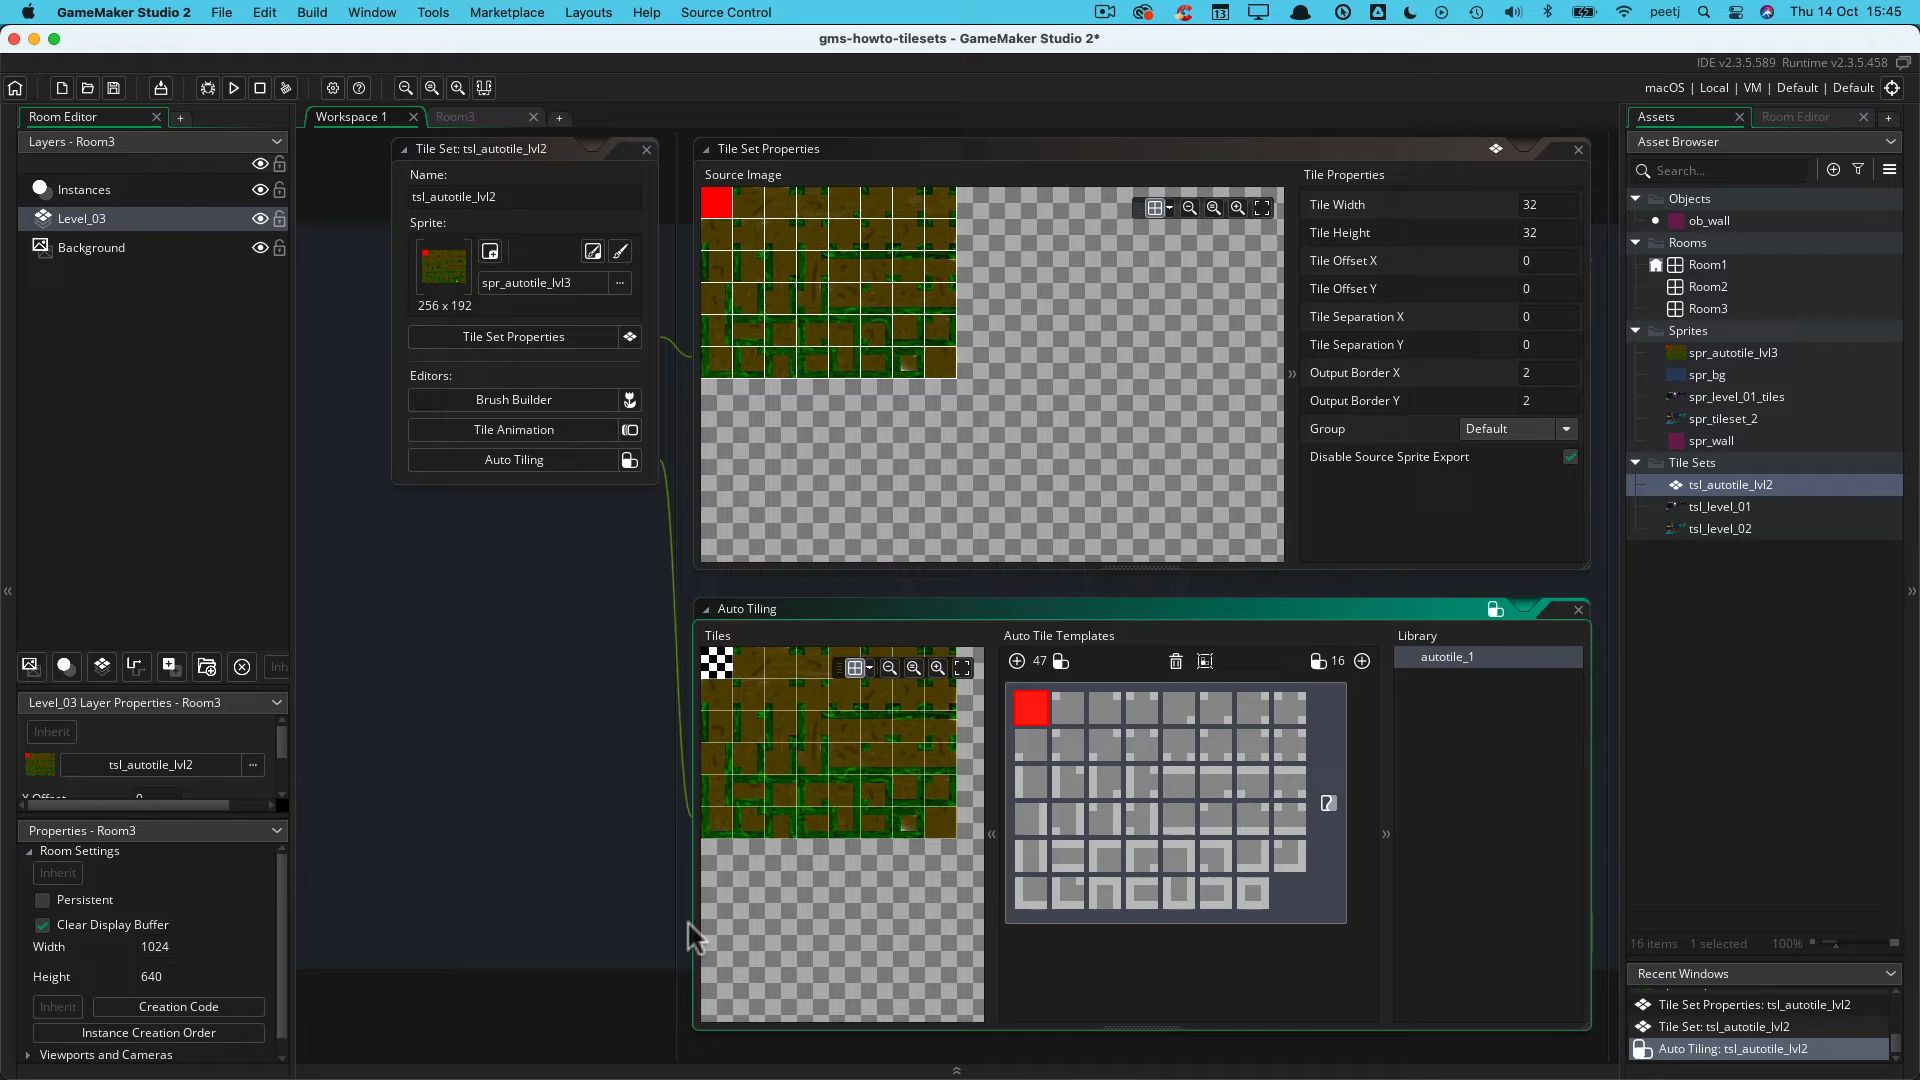 GameMaker Studio 2 File Edit Build Window Tools Marketplace Layouts Help Source Control
13 peetj Thu 14 Oct 15:45
gms-howto-tilesets - GameMaker Studio 2*
IDE v2.3.5.589 Runtime v2.3.5.458
macOS | Local | VM | Default | Default
Room Editor
Layers - Room3
Instances
Level_03
Background
Inh
Level_03 Layer Properties - Room3
Inherit
tsl_autotile_lvl2
X Offset 0
Properties - Room3
Room Settings
Inherit
Persistent
Clear Display Buffer
Width 1024
Height 640
Inherit Creation Code
Instance Creation Order
Viewports and Cameras
Workspace 1 Room3
Tile Set: tsl_autotile_lvl2
Name:
tsl_autotile_lvl2
Sprite:
spr_autotile_lvl3
256 x 192
Tile Set Properties
Editors:
Brush Builder
Tile Animation
Auto Tiling
Tile Set Properties
Source Image
Tile Properties
Tile Width 32
Tile Height 32
Tile Offset X 0
Tile Offset Y 0
Tile Separation X 0
Tile Separation Y 0
Output Border X 2
Output Border Y 2
Group Default
Disable Source Sprite Export
Auto Tiling
Tiles
Auto Tile Templates
47 16
Library
autotile_1
Assets Room Editor
Asset Browser
Search...
Objects
ob_wall
Rooms
Room1
Room2
Room3
Sprites
spr_autotile_lvl3
spr_bg
spr_level_01_tiles
spr_tileset_2
spr_wall
Tile Sets
tsl_autotile_lvl2
tsl_level_01
tsl_level_02
16 items 1 selected 100%
Recent Windows
Tile Set Properties: tsl_autotile_lvl2
Tile Set: tsl_autotile_lvl2
Auto Tiling: tsl_autotile_lvl2